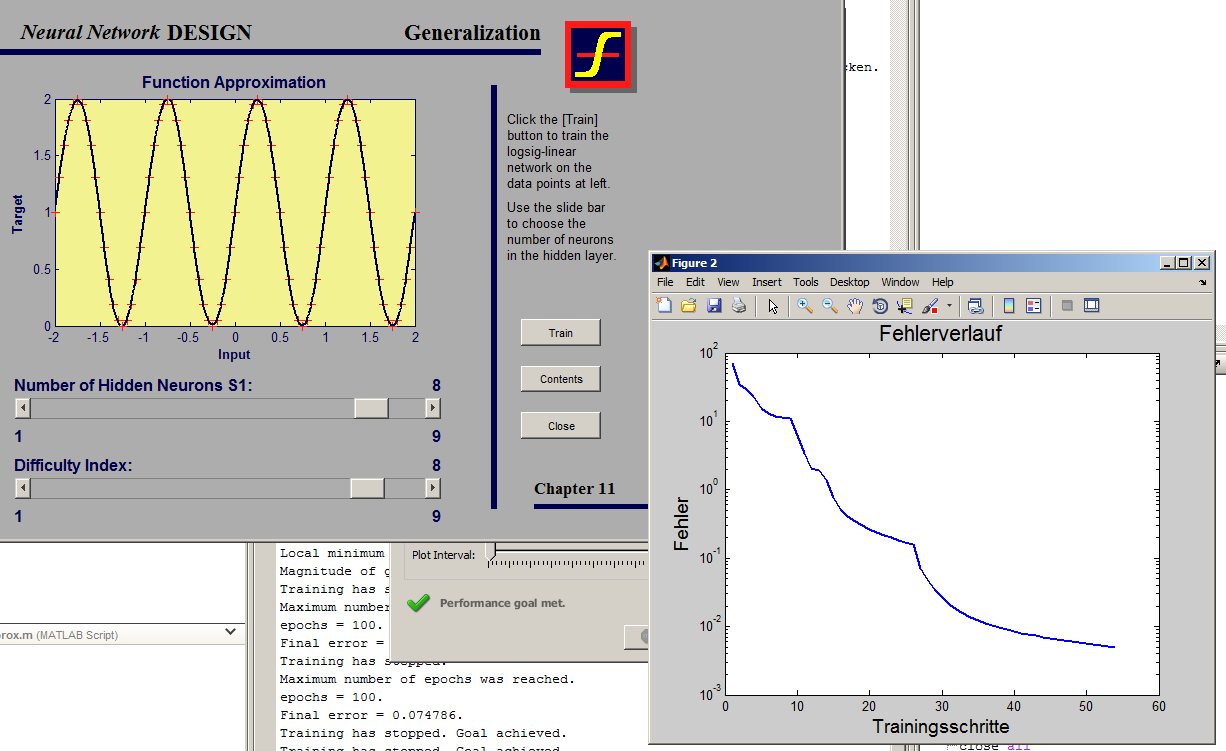 Neural Network DESIGN
Generalization
Function Approximation
2
1.5
1
0.5
0
Target
-2 -1.5 -1 -0.5 0 0.5 1 1.5 2
Input
Click the [Train]
button to train the
logsig-linear
network on the
data points at left.
Use the slide bar
to choose the
number of neurons
in the hidden layer.
Train
Contents
Close
Number of Hidden Neurons S1: 8
1 9
Difficulty Index: 8
1 9
Chapter 11
Figure 2
File Edit View Insert Tools Desktop Window Help
Fehlerverlauf
10^2
10^1
10^0
10^-1
10^-2
10^-3
Fehler
0 10 20 30 40 50 60
Trainingsschritte
Plot Interval:
Performance goal met.
rox.m (MATLAB Script)
Local minimum
Magnitude of g
Training has s
Maximum number
epochs = 100.
Final error =
Training has stopped.
Maximum number of epochs was reached.
epochs = 100.
Final error = 0.074786.
Training has stopped. Goal achieved.
Training has stopped. Goal achieved
cken.
close all